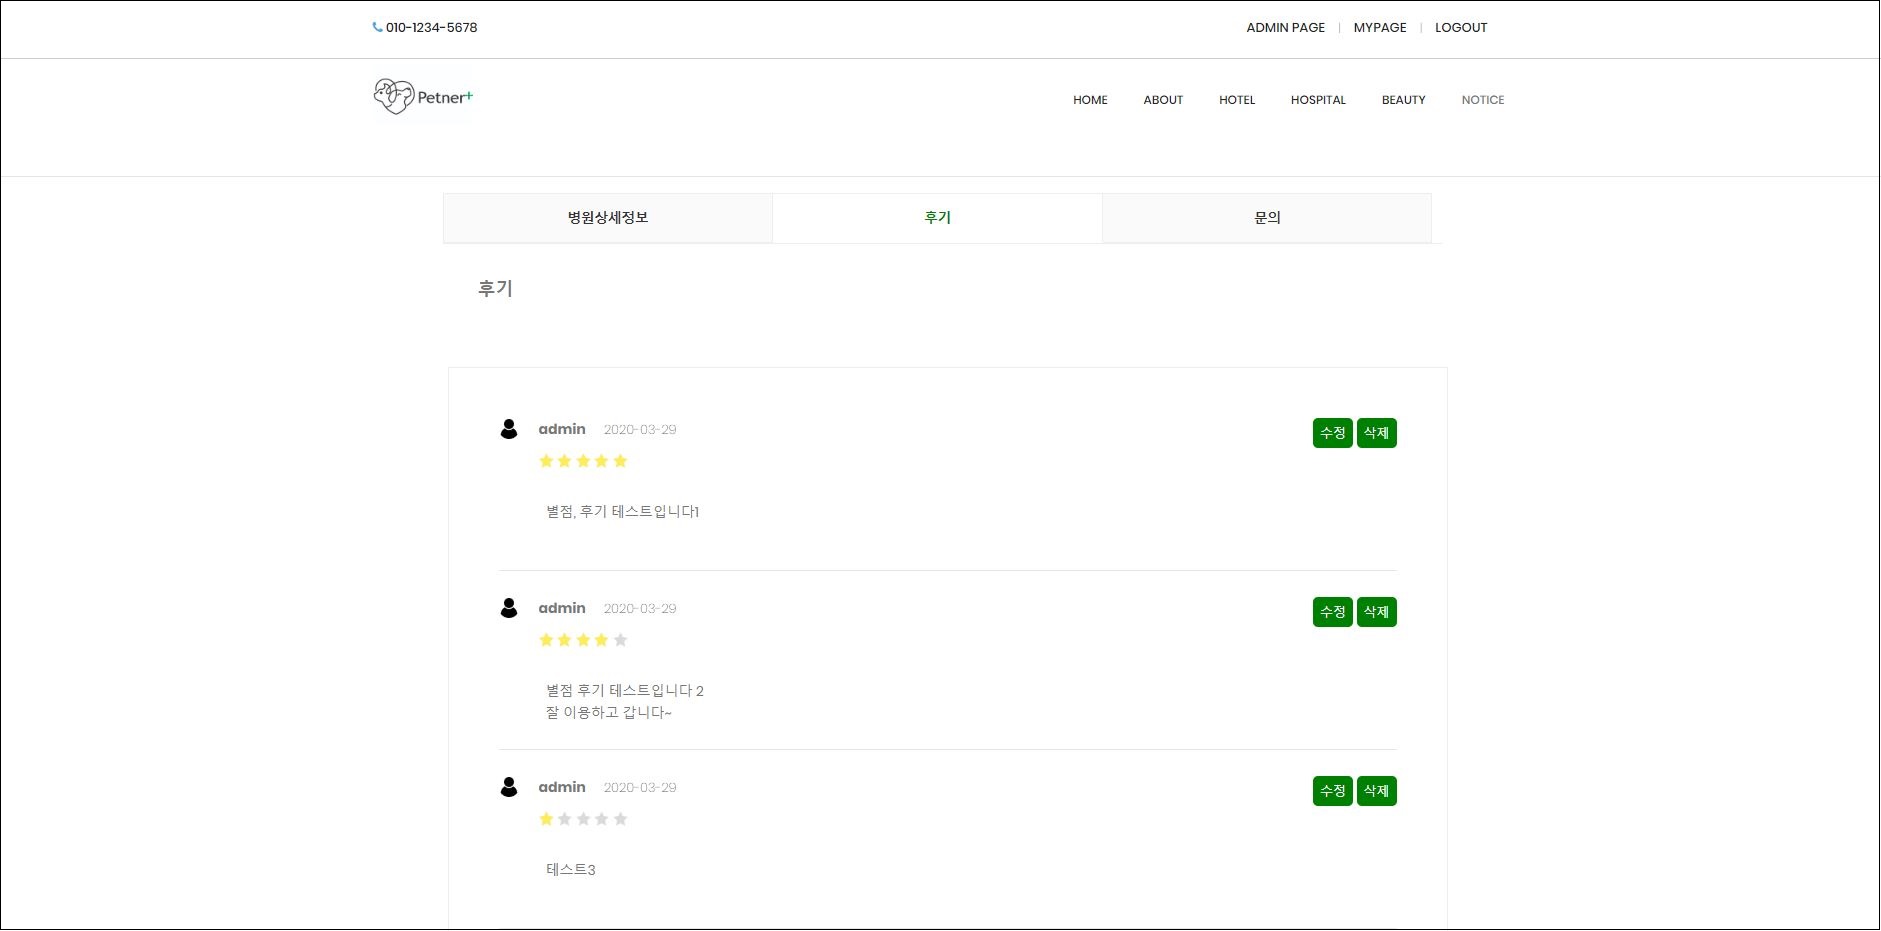 010-1234-5678 ADMIN PAGE | MYPAGE | LOGOUT
Petner+ HOME ABOUT HOTEL HOSPITAL BEAUTY NOTICE
병원상세정보 후기 문의
후기
admin 2020-03-29 수정 삭제
별점, 후기 테스트입니다1
admin 2020-03-29 수정 삭제
별점 후기 테스트입니다 2
잘 이용하고 갑니다~
admin 2020-03-29 수정 삭제
테스트3